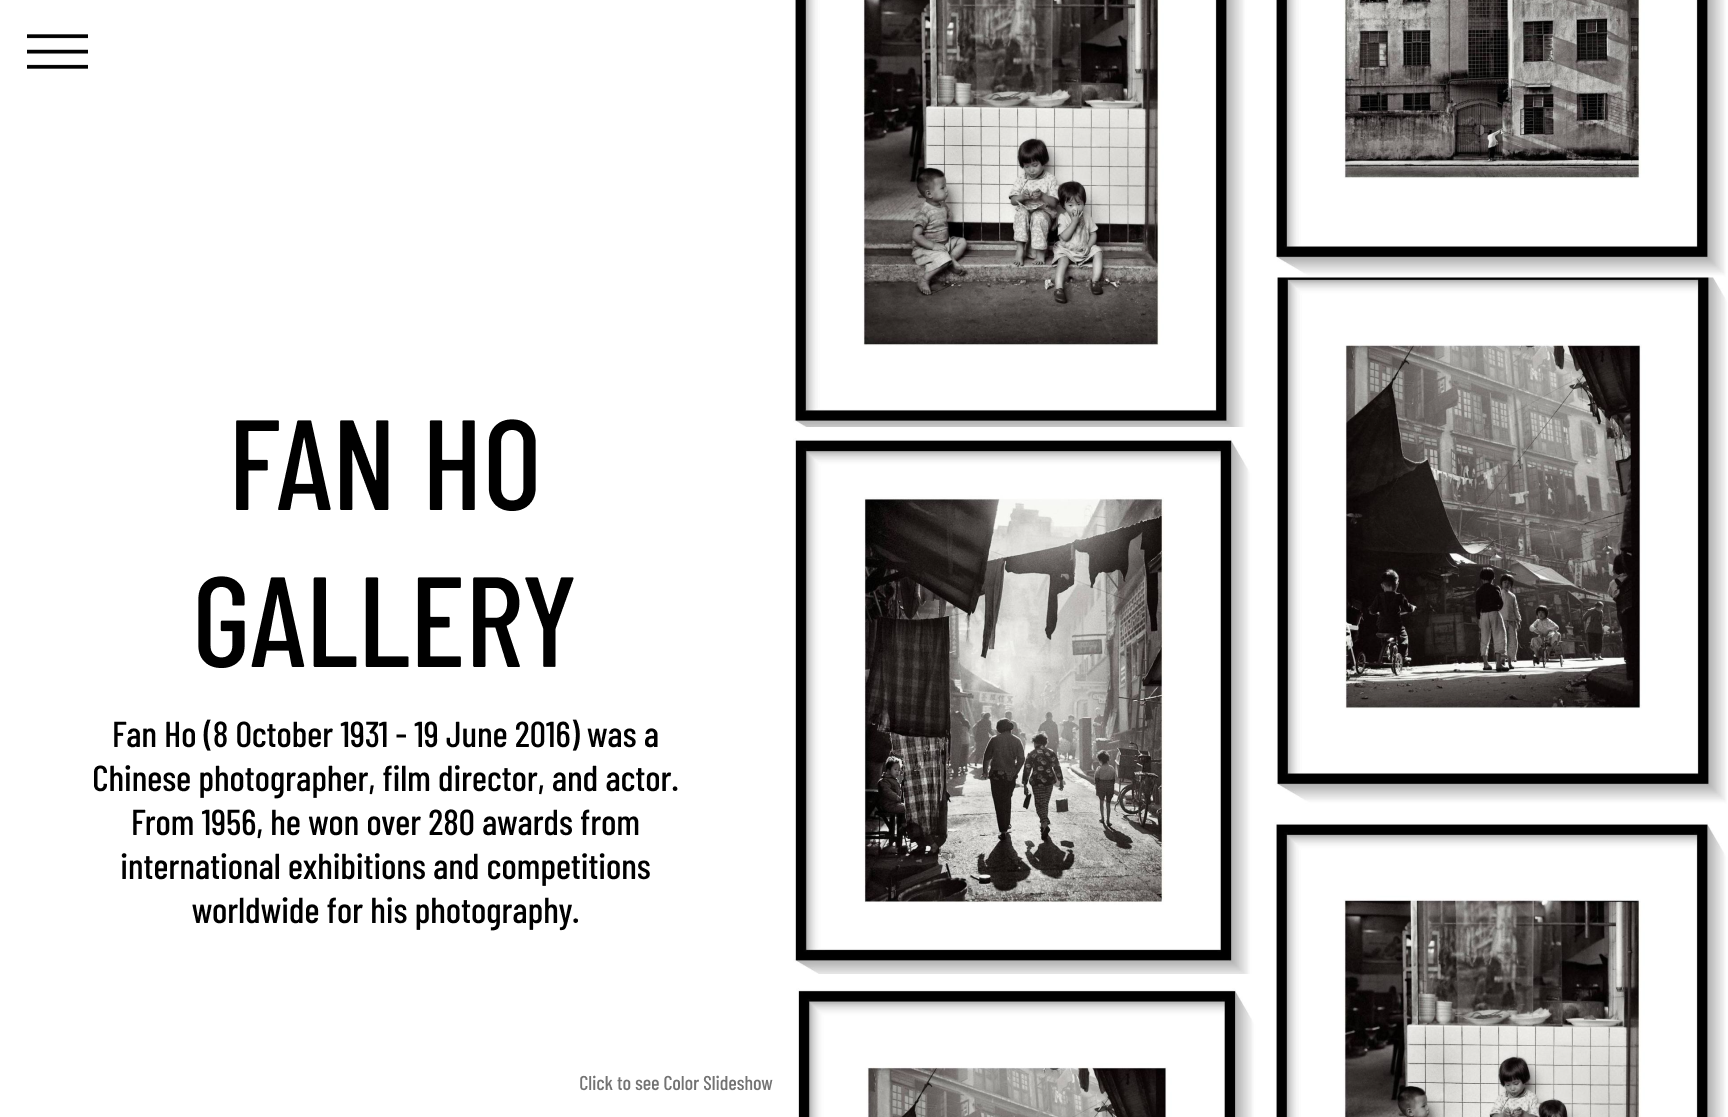 FAN HO
GALLERY
Fan Ho (8 October 1931 - 19 June 2016) was a
Chinese photographer, film director, and actor.
From 1956, he won over 280 awards from
international exhibitions and competitions
worldwide for his photography.
Click to see Color Slideshow